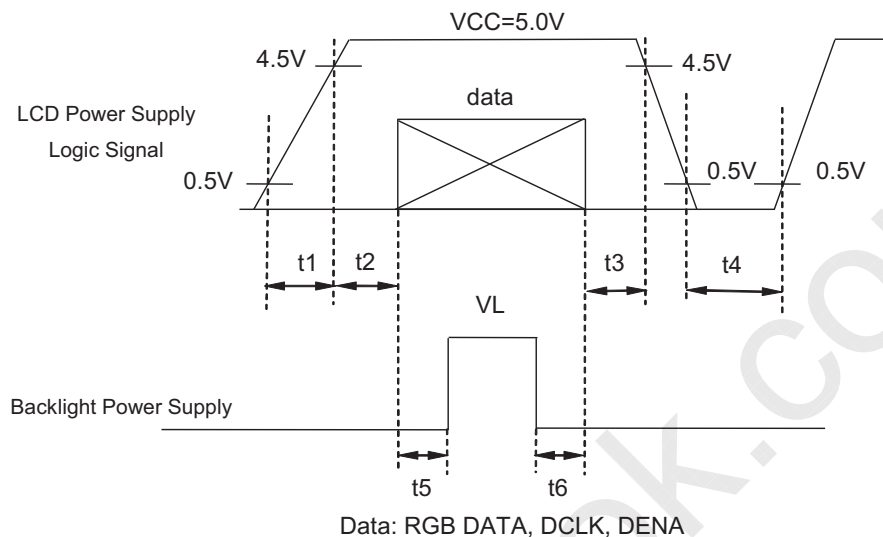 VCC=5.0V
4.5V
4.5V
data
LCD Power Supply
Logic Signal
0.5V
0.5V
0.5V
t1
t2
t3
t4
VL
Backlight Power Supply
t5
t6
Data: RGB DATA, DCLK, DENA